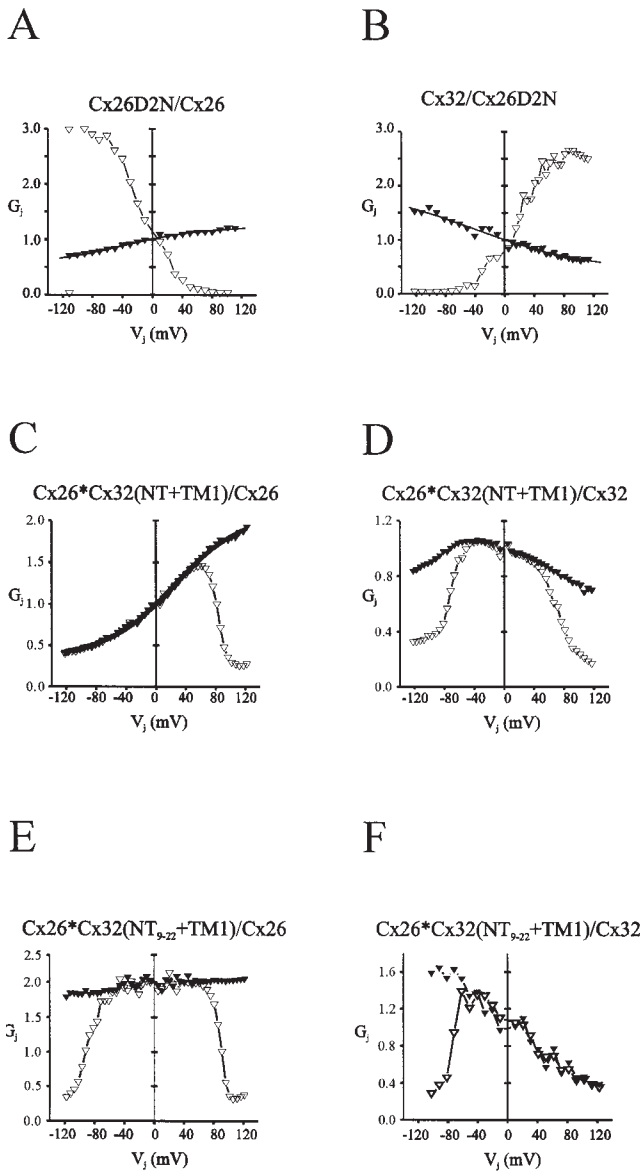 A
B
Cx26D2N/Cx26
Cx32/Cx26D2N
3.0
2.0
Gj
1.0
0.0
-120 -80 -40 0 40 80 120
Vj (mV)
3.0
2.0
Gj
1.0
0.0
-120 -80 -40 0 40 80 120
Vj (mV)
C
D
Cx26*Cx32(NT+TM1)/Cx26
Cx26*Cx32(NT+TM1)/Cx32
2.0
1.5
Gj
1.0
0.5
0.0
-120 -80 -40 0 40 80 120
Vj (mV)
1.2
0.8
Gj
0.4
0.0
-120 -80 -40 0 40 80 120
Vj (mV)
E
F
Cx26*Cx32(NT9-22+TM1)/Cx26
Cx26*Cx32(NT9-22+TM1)/Cx32
2.5
2.0
1.5
Gj
1.0
0.5
0.0
-120 -80 -40 0 40 80 120
Vj (mV)
1.6
1.2
Gj
0.8
0.4
0.0
-120 -80 -40 0 40 80 120
Vj (mV)